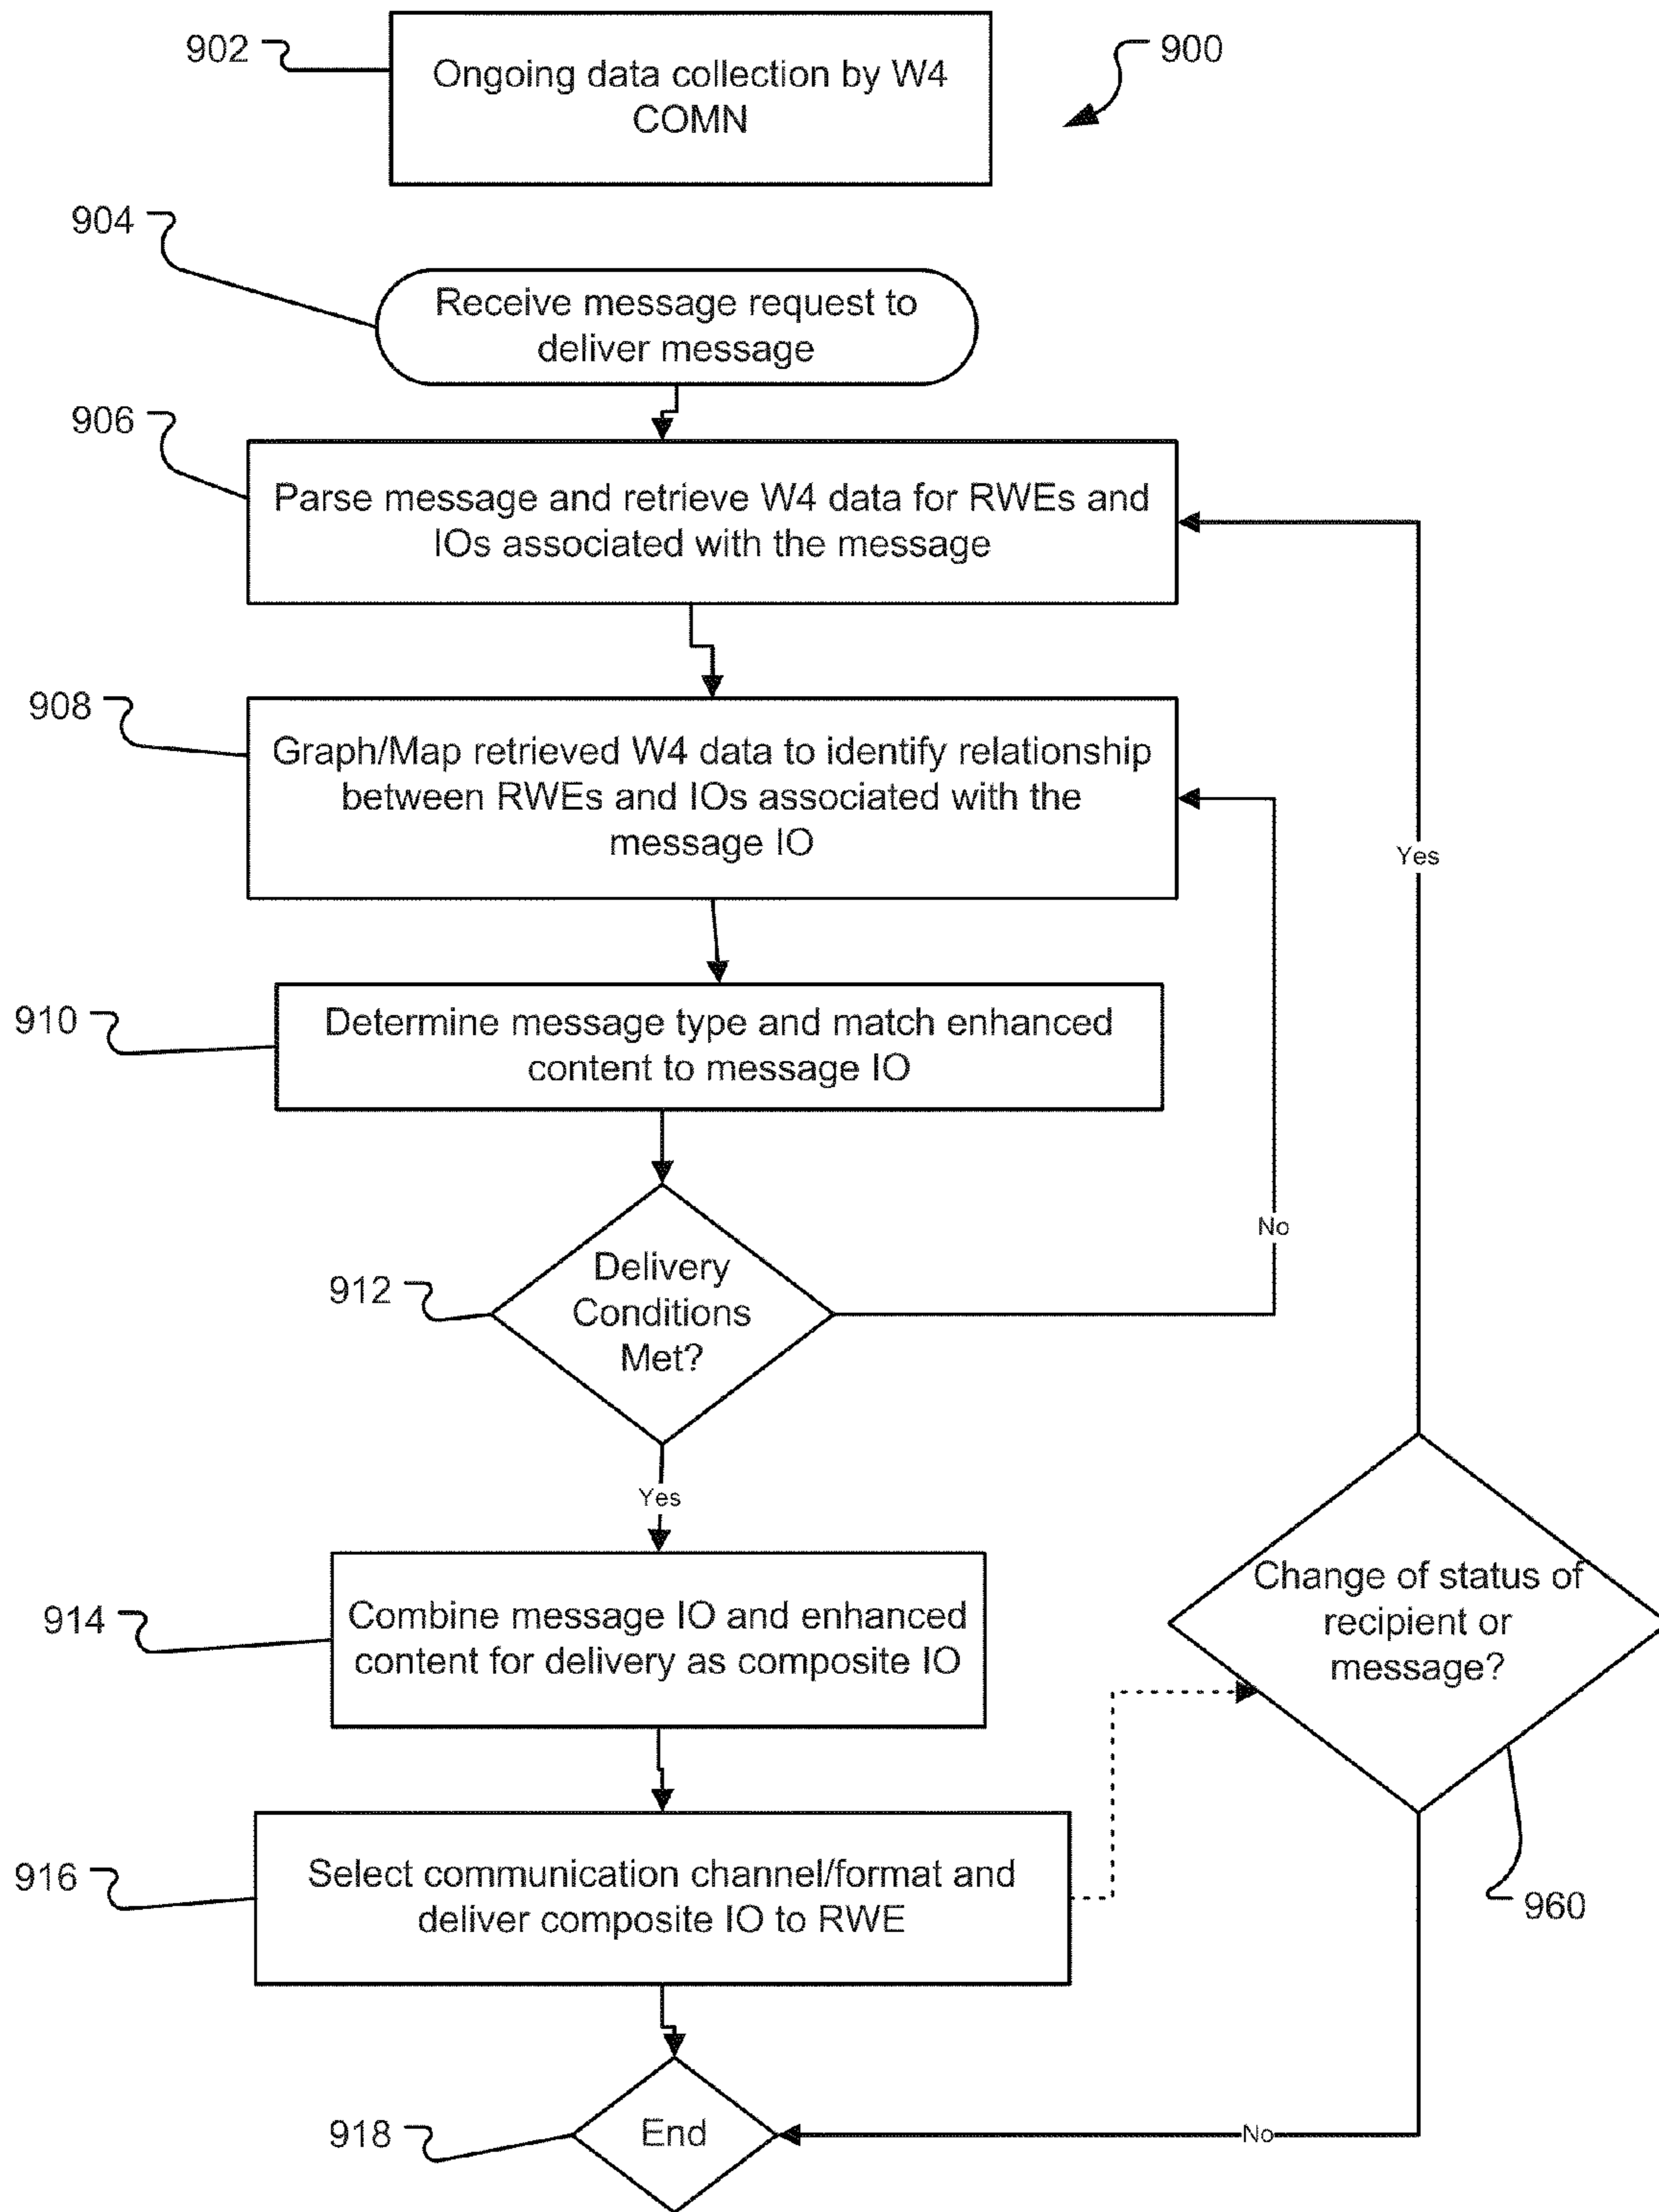 902
Ongoing data collection by W4
COMN
900
904
Receive message request to
deliver message
906
Parse message and retrieve W4 data for RWEs and
IOs associated with the message
908
Graph/Map retrieved W4 data to identify relationship
between RWEs and IOs associated with the
message IO
Yes
910
Determine message type and match enhanced
content to message IO
No
912
Delivery
Conditions
Met?
Yes
914
Combine message IO and enhanced
content for delivery as composite IO
Change of status of
recipient or
message?
916
Select communication channel/format and
deliver composite IO to RWE
960
918
End
No